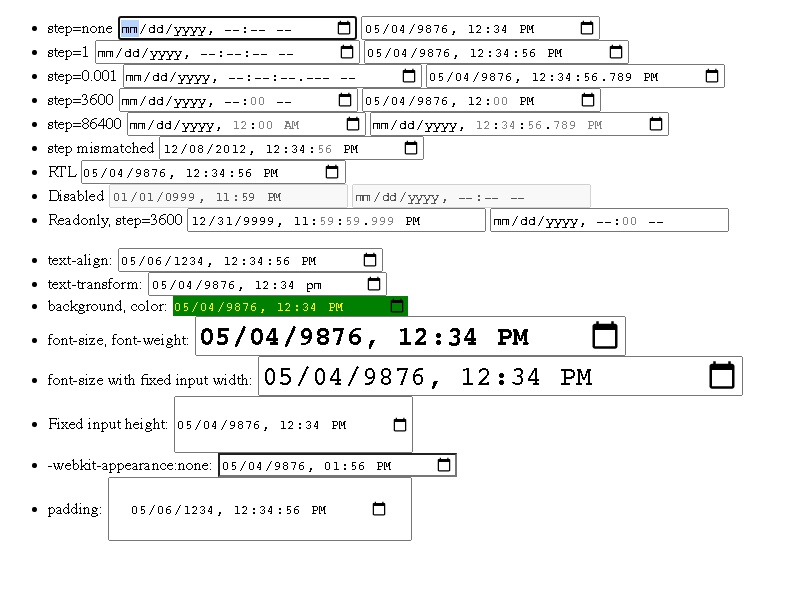 step=none mm/dd/yyyy, --:-- -- 05/04/9876, 12:34 PM
step=1 mm/dd/yyyy, --:--:-- -- 05/04/9876, 12:34:56 PM
step=0.001 mm/dd/yyyy, --:--:--.--- -- 05/04/9876, 12:34:56.789 PM
step=3600 mm/dd/yyyy, --:00 -- 05/04/9876, 12:00 PM
step=86400 mm/dd/yyyy, 12:00 AM mm/dd/yyyy, 12:34:56.789 PM
step mismatched 12/08/2012, 12:34:56 PM
RTL 05/04/9876, 12:34:56 PM
Disabled 01/01/0999, 11:59 PM mm/dd/yyyy, --:-- --
Readonly, step=3600 12/31/9999, 11:59:59.999 PM mm/dd/yyyy, --:00 --
text-align: 05/06/1234, 12:34:56 PM
text-transform: 05/04/9876, 12:34 pm
background, color: 05/04/9876, 12:34 PM
font-size, font-weight: 05/04/9876, 12:34 PM
font-size with fixed input width: 05/04/9876, 12:34 PM
Fixed input height: 05/04/9876, 12:34 PM
-webkit-appearance:none: 05/04/9876, 01:56 PM
padding: 05/06/1234, 12:34:56 PM